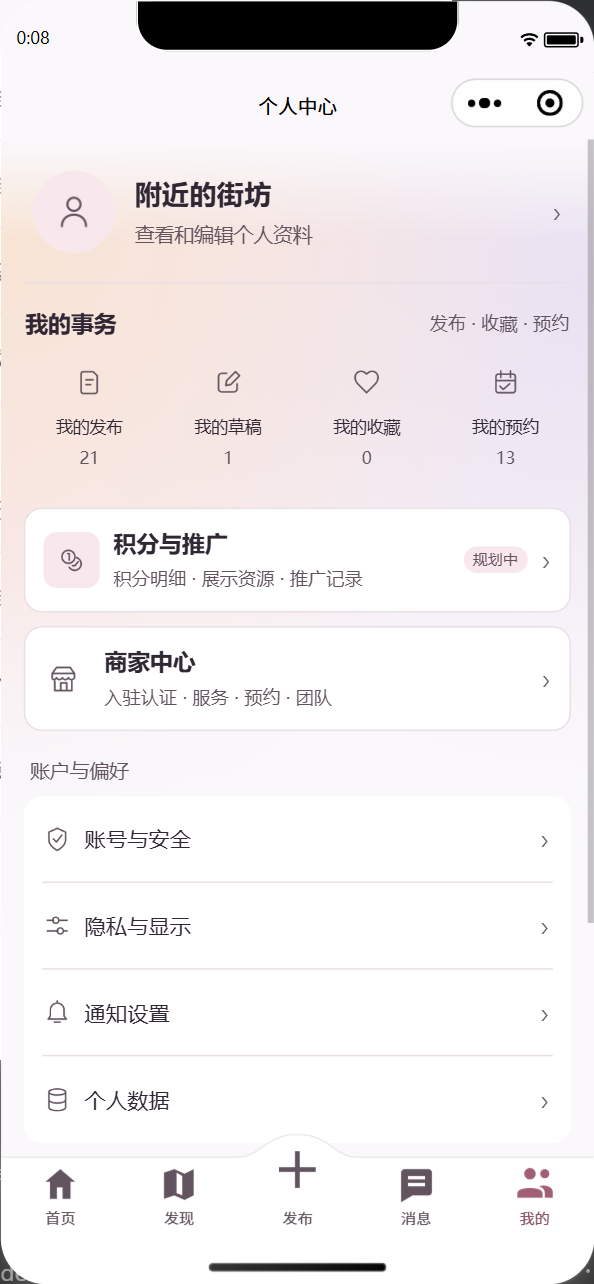 0:08
个人中心
附近的街坊
查看和编辑个人资料
我的事务
发布 · 收藏 · 预约
我的发布
我的草稿
我的收藏
我的预约
21
1
0
13
积分与推广
积分明细 · 展示资源 · 推广记录
规划中
商家中心
入驻认证 · 服务 · 预约 · 团队
账户与偏好
账号与安全
隐私与显示
通知设置
个人数据
首页
发现
发布
消息
我的